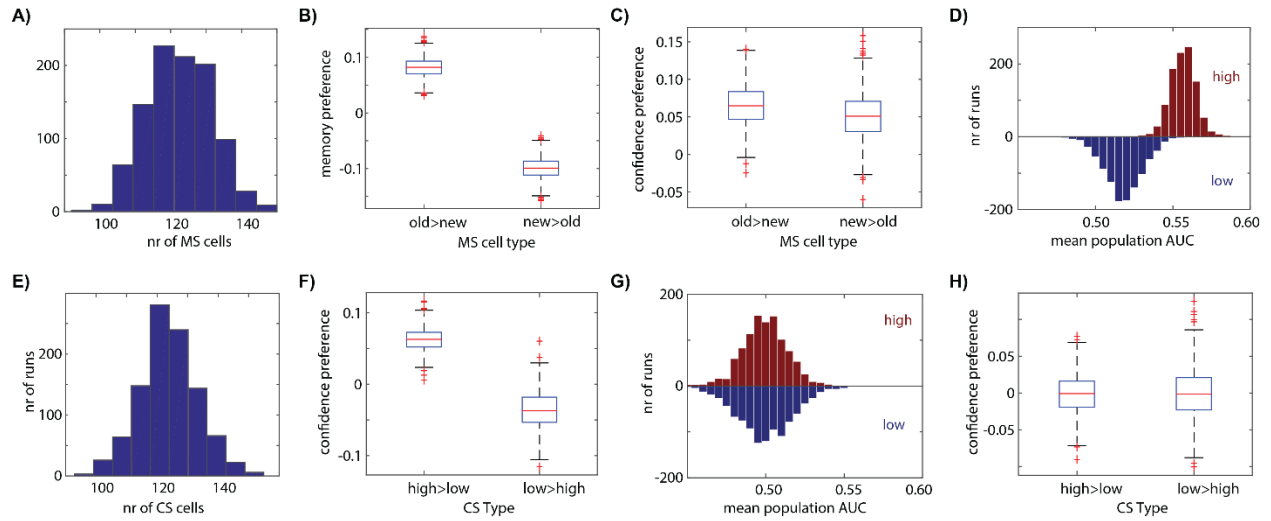 A)
200
100
0
100
120
140
nr of MS cells
B)
memory preference
0.1
0
-0.1
old>new
new>old
MS cell type
C)
confidence preference
0.15
0.10
0.05
0
-0.05
old>new
new>old
MS cell type
D)
nr of runs
200
0
-200
high
low
0.50
0.55
0.60
mean population AUC
E)
nr of runs
300
200
100
0
100
120
140
nr of CS cells
F)
confidence preference
0.1
0
-0.1
high>low
low>high
CS Type
G)
nr of runs
200
100
0
-100
-200
high
low
0.50
0.55
0.60
mean population AUC
H)
confidence preference
0.05
0
-0.05
high>low
low>high
CS Type